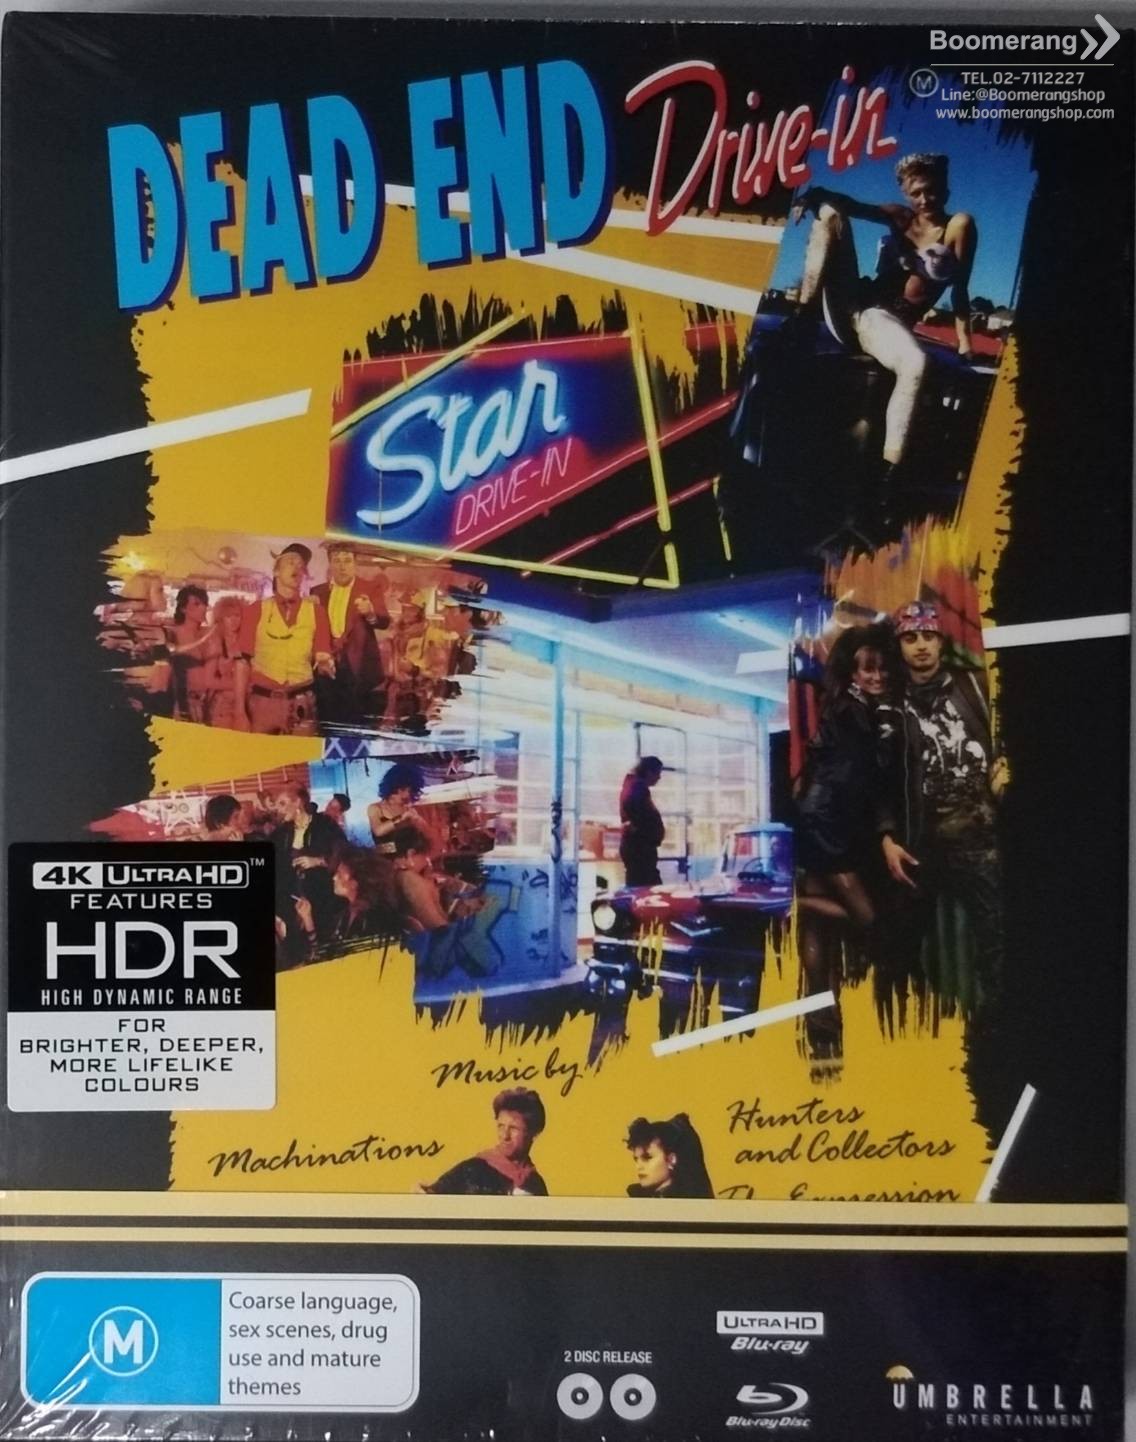 Boomerang
TEL.02-7112227
Line:@Boomerangshop
www.boomerangshop.com
DEAD END Drive-in
M
Star
DRIVE-IN
4K ULTRA HD™
FEATURES
HDR
HIGH DYNAMIC RANGE
FOR
BRIGHTER, DEEPER,
MORE LIFELIKE
COLOURS
Music by
Machinations
Hunters
and Collectors
Expression
M
Coarse language,
sex scenes, drug
use and mature
themes
2 DISC RELEASE
ULTRA HD
Blu-ray
Blu-ray Disc
UMBRELLA
ENTERTAINMENT